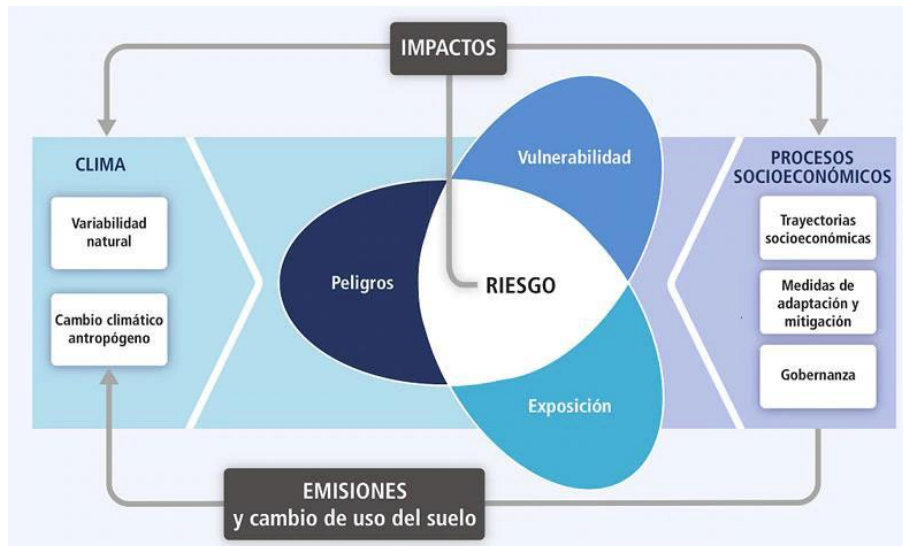 IMPACTOS
CLIMA
Variabilidad
natural
Cambio climático
antropógeno
Vulnerabilidad
Peligros
RIESGO
Exposición
PROCESOS
SOCIOECONÓMICOS
Trayectorias
socioeconómicas
Medidas de
adaptación y
mitigación
Gobernanza
EMISIONES
y cambio de uso del suelo